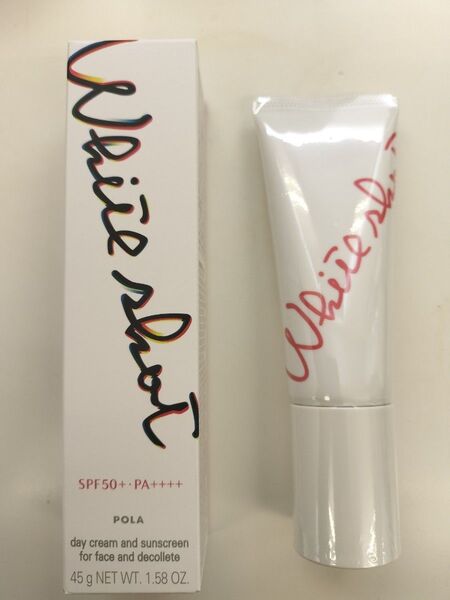 White shot
SPF50+・PA++++
POLA
day cream and sunscreen
for face and decollete
45 g NET WT. 1.58 OZ.
White shot